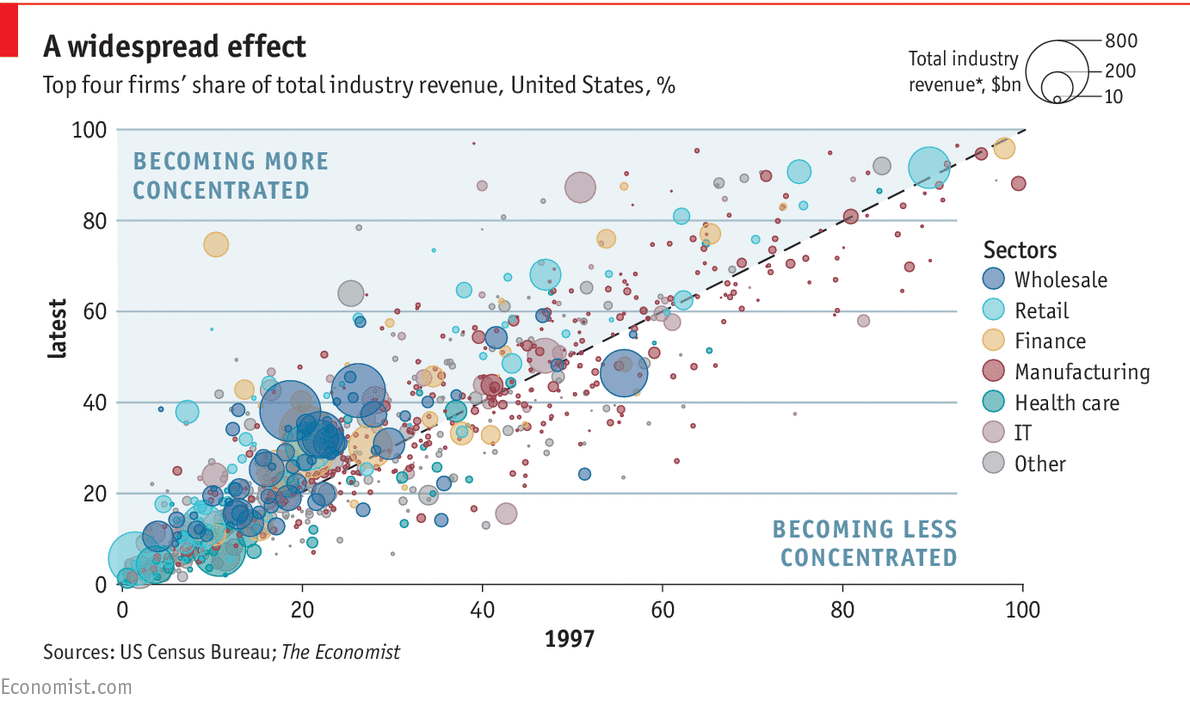 A widespread effect
Top four firms’ share of total industry revenue, United States, %
Total industry
revenue*, $bn
800
200
10
100
80
60
40
20
0
latest
BECOMING MORE
CONCENTRATED
BECOMING LESS
CONCENTRATED
Sectors
Wholesale
Retail
Finance
Manufacturing
Health care
IT
Other
0 20 40 60 80 100
1997
Sources: US Census Bureau; The Economist
Economist.com